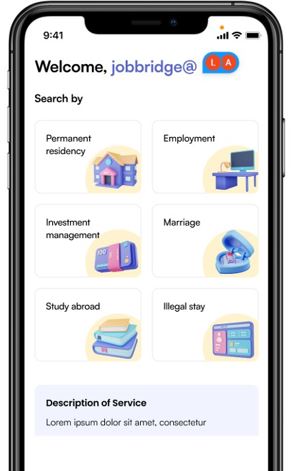 9:41
Welcome, jobbridge@ L A
Search by
Permanent
residency
Employment
Investment
management
Marriage
Study abroad
Illegal stay
Description of Service
Lorem ipsum dolor sit amet, consectetur